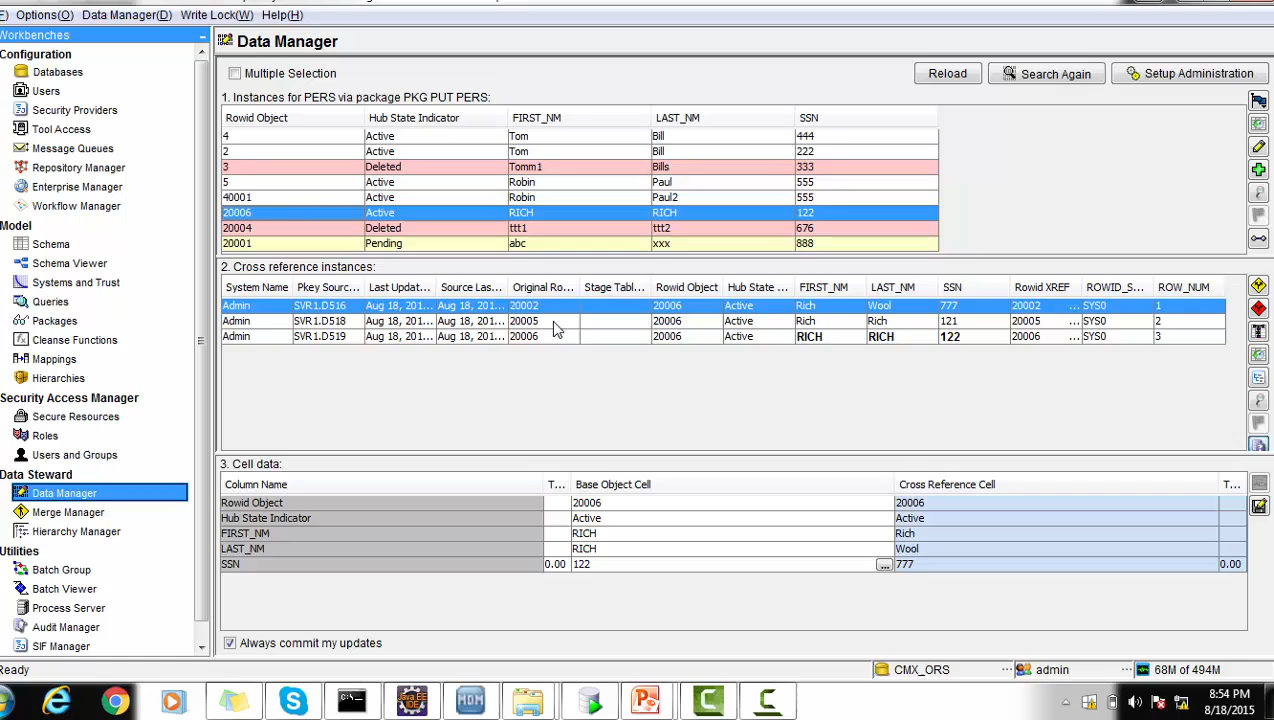 F) Options(O) Data Manager(D) Write Lock(W) Help(H)
Workbenches
Configuration
Databases
Users
Security Providers
Tool Access
Message Queues
Repository Manager
Enterprise Manager
Workflow Manager
Model
Schema
Schema Viewer
Systems and Trust
Queries
Packages
Cleanse Functions
Mappings
Hierarchies
Security Access Manager
Secure Resources
Roles
Users and Groups
Data Steward
Data Manager
Merge Manager
Hierarchy Manager
Utilities
Batch Group
Batch Viewer
Process Server
Audit Manager
SIF Manager
Data Manager
Multiple Selection Reload Search Again Setup Administration
1. Instances for PERS via package PKG PUT PERS:
Rowid Object Hub State Indicator FIRST_NM LAST_NM SSN
4 Active Tom Bill 444
2 Active Tom Bill 222
3 Deleted Tomm1 Bills 333
5 Active Robin Paul 555
40001 Active Robin Paul2 555
20006 Active RICH RICH 122
20004 Deleted ttt1 ttt2 676
20001 Pending abc xxx 888
2. Cross reference instances:
System Name Pkey Sourc... Last Updat... Source Las... Original Ro... Stage Tabl... Rowid Object Hub State ... FIRST_NM LAST_NM SSN Rowid XREF ROWID_S... ROW_NUM
Admin SVR1.D516 Aug 18, 201... Aug 18, 201... 20002 20006 Active Rich Wool 777 20002 ... SYS0 1
Admin SVR1.D518 Aug 18, 201... Aug 18, 201... 20005 20006 Active Rich Rich 121 20005 ... SYS0 2
Admin SVR1.D519 Aug 18, 201... Aug 18, 201... 20006 20006 Active RICH RICH 122 20006 ... SYS0 3
3. Cell data:
Column Name T... Base Object Cell Cross Reference Cell T...
Rowid Object 20006 20006
Hub State Indicator Active Active
FIRST_NM RICH Rich
LAST_NM RICH Wool
SSN 0.00 122 ... 777 0.00
Always commit my updates
Ready CMX_ORS ... admin ... 68M of 494M
8:54 PM
8/18/2015